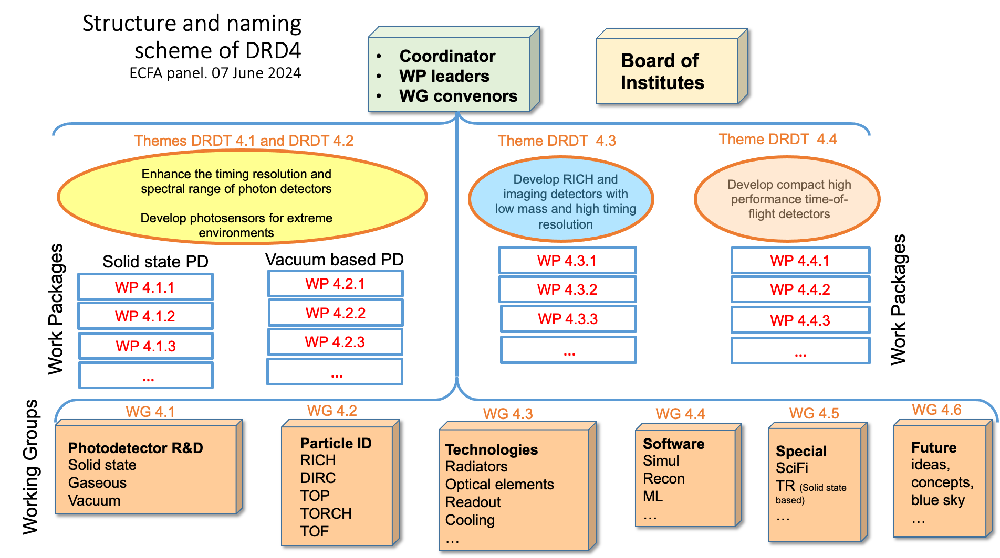 Structure and naming
scheme of DRD4
ECFA panel. 07 June 2024
• Coordinator
• WP leaders
• WG convenors
Board of
Institutes
Themes DRDT 4.1 and DRDT 4.2
Enhance the timing resolution and
spectral range of photon detectors
Develop photosensors for extreme
environments
Theme DRDT 4.3
Develop RICH and
imaging detectors with
low mass and high timing
resolution
Theme DRDT 4.4
Develop compact high
performance time-of-
flight detectors
Work Packages
Solid state PD
WP 4.1.1
WP 4.1.2
WP 4.1.3
...
Vacuum based PD
WP 4.2.1
WP 4.2.2
WP 4.2.3
...
WP 4.3.1
WP 4.3.2
WP 4.3.3
...
WP 4.4.1
WP 4.4.2
WP 4.4.3
...
Work Packages
Working Groups
WG 4.1
Photodetector R&D
Solid state
Gaseous
Vacuum
WG 4.2
Particle ID
RICH
DIRC
TOP
TORCH
TOF
WG 4.3
Technologies
Radiators
Optical elements
Readout
Cooling
…
WG 4.4
Software
Simul
Recon
ML
…
WG 4.5
Special
SciFi
TR (Solid state
based)
…
WG 4.6
Future
ideas,
concepts,
blue sky
…